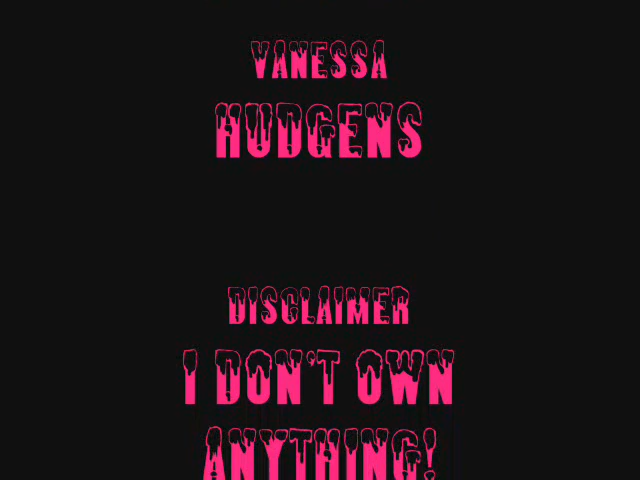 VANESSA
HUDGENS
DISCLAIMER
I DON'T OWN
ANYTHING!